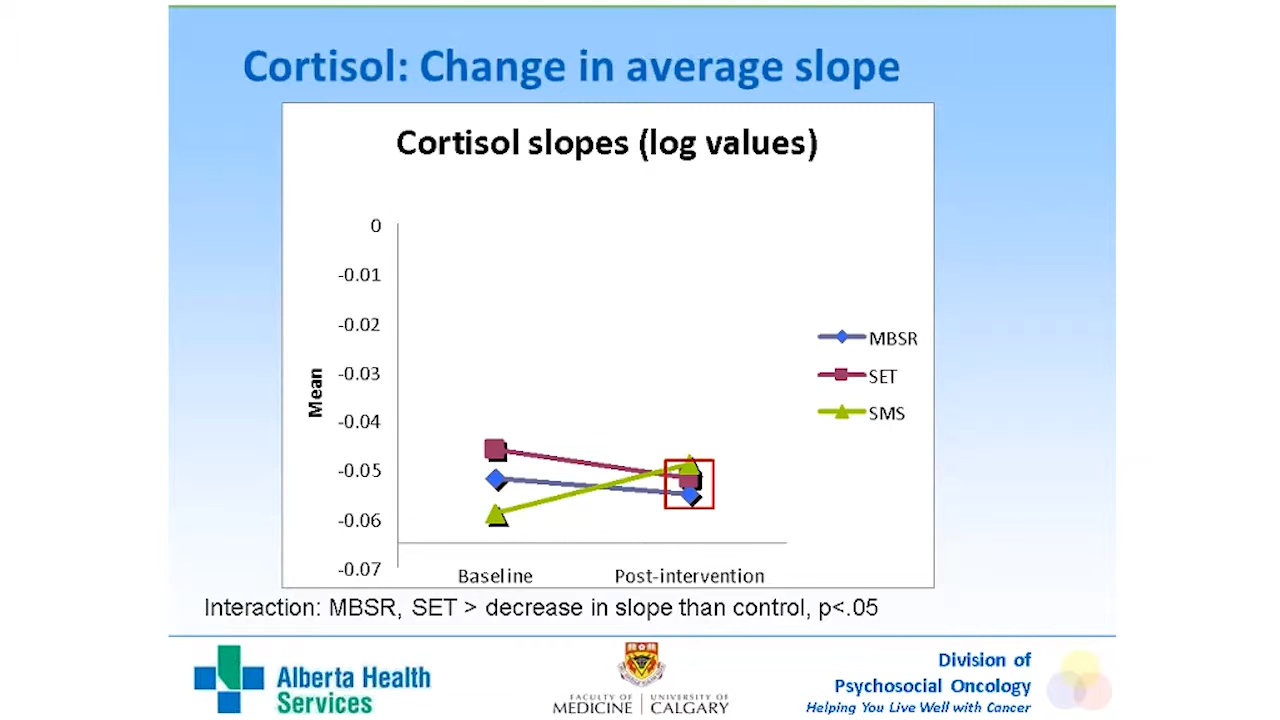 Cortisol: Change in average slope
Cortisol slopes (log values)
0
-0.01
-0.02
-0.03
-0.04
-0.05
-0.06
-0.07
Mean
Baseline
Post-intervention
MBSR
SET
SMS
Interaction: MBSR, SET > decrease in slope than control, p<.05
Alberta Health
Services
FACULTY OF
MEDICINE
UNIVERSITY OF
CALGARY
Division of
Psychosocial Oncology
Helping You Live Well with Cancer